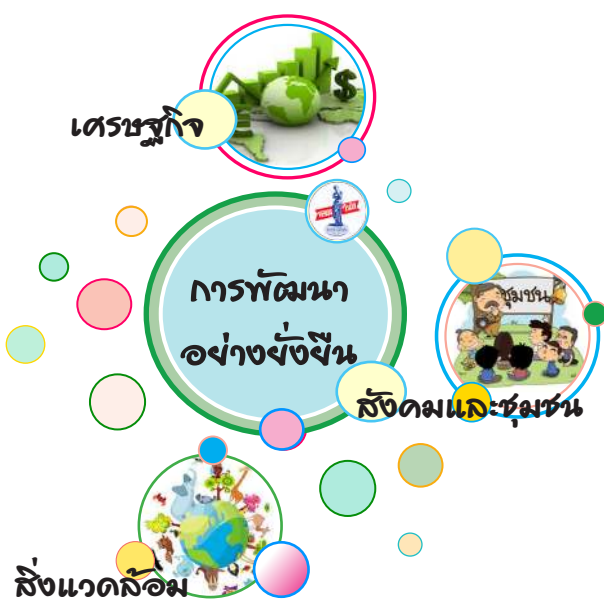 เศรษฐกิจ
$
การพัฒนา
อย่างยั่งยืน
ชุมชน
สังคมและชุมชน
สิ่งแวดล้อม